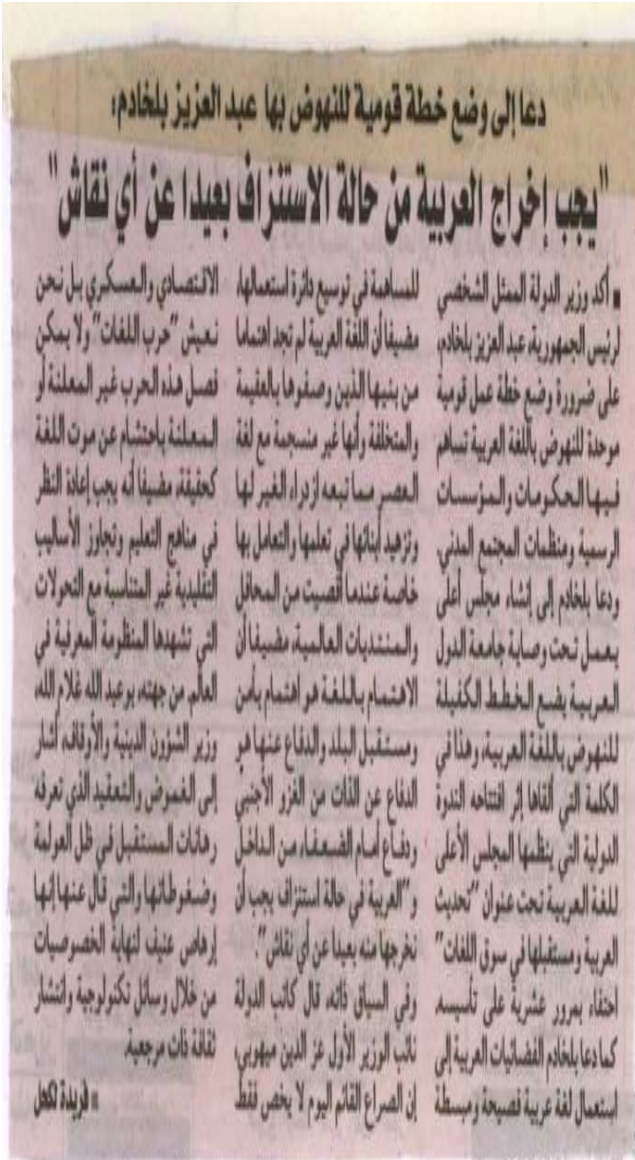 دعا إلى وضع خطة قومية للنهوض بها عبد العزيز بلخادم:
"يجب إخراج العربية من حالة الاستنزاف بعيدا عن أي نقاش"
■ أكد وزير الدولة الممثل الشخصي
لرئيس الجمهورية، عبد العزيز بلخادم،
على ضرورة وضع خطة عمل قومية
موحدة للنهوض باللغة العربية تساهم
فيها الحكومات والمؤسسات
الرسمية ومنظمات المجتمع المدني
ودعا بلخادم إلى إنشاء مجلس أعلى
يعمل تحت وصاية جامعة الدول
العربية يضع الخطط الكفيلة
للنهوض باللغة العربية، وهذا في
الكلمة التي ألقاها إثر افتتاحه الندوة
الدولية التي ينظمها المجلس الأعلى
للغة العربية تحت عنوان "تحديث
العربية ومستقبلها في سوق اللغات"
احتفاء بمرور عشرية على تأسيسه.
كما دعا بلخادم الفضائيات العربية إلى
استعمال لغة عربية فصيحة ومبسطة
للمساهمة في توسيع دائرة استعمالها،
مضيفا أن اللغة العربية لم تجد اهتماما
من بنيها الذين وصفوها بالعقيمة
والمتخلفة وأنها غير منسجمة مع لغة
العصر مما تبعه ازدراء الغير لها
وتزهيد أبنائها في تعلمها والتعامل بها
خاصة عندما أقصيت من المحافل
والمنتديات العالمية، مضيفا أن
الاهتمام باللغة هو اهتمام بأمن
ومستقبل البلد والدفاع عنها هو
الدفاع عن الذات من الغزو الأجنبي
ودفاع أمام الضعفاء من الداخل
و"العربية في حالة استنزاف يجب أن
نخرجها منه بعيدا عن أي نقاش".
وفي السياق ذاته، قال كاتب الدولة
نائب الوزير الأول عز الدين ميهوبي،
إن الصراع القائم اليوم لا يخص فقط
الاقتصادي والعسكري بل نحن
نعيش "حرب اللغات" ولا يمكن
فصل هذه الحرب غير المعلنة أو
المعلنة باحتشام عن موت اللغة
كحقيقة، مضيفا أنه يجب إعادة النظر
في مناهج التعليم وتجاوز الأساليب
التقليدية غير المتناسبة مع التحولات
التي تشهدها المنظومة المعرفية في
العالم. من جهته، بوعبد الله غلام الله،
وزير الشؤون الدينية والأوقاف، أشار
إلى الغموض والتعقيد الذي تعرفه
رهانات المستقبل في ظل العولمة
وضغوطاتها والتي قال عنها إنها
إرهاص عنيف لنهاية الخصوصيات
من خلال وسائل تكنولوجية وانتشار
ثقافة ذات مرجعية.
■ فريدة لكحل